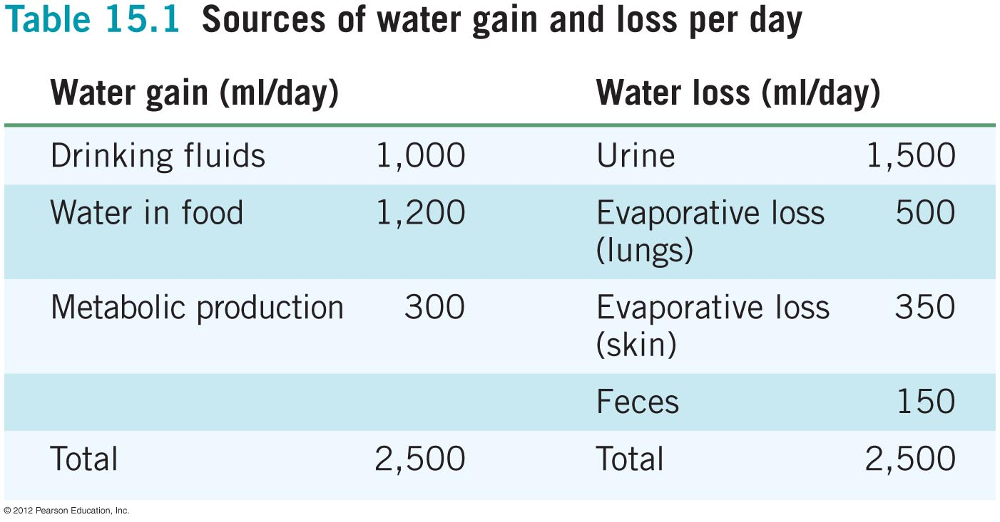 Table 15.1 Sources of water gain and loss per day
Water gain (ml/day) Water loss (ml/day)
Drinking fluids 1,000 Urine 1,500
Water in food 1,200 Evaporative loss 500
(lungs)
Metabolic production 300 Evaporative loss 350
(skin)
Feces 150
Total 2,500 Total 2,500
© 2012 Pearson Education, Inc.